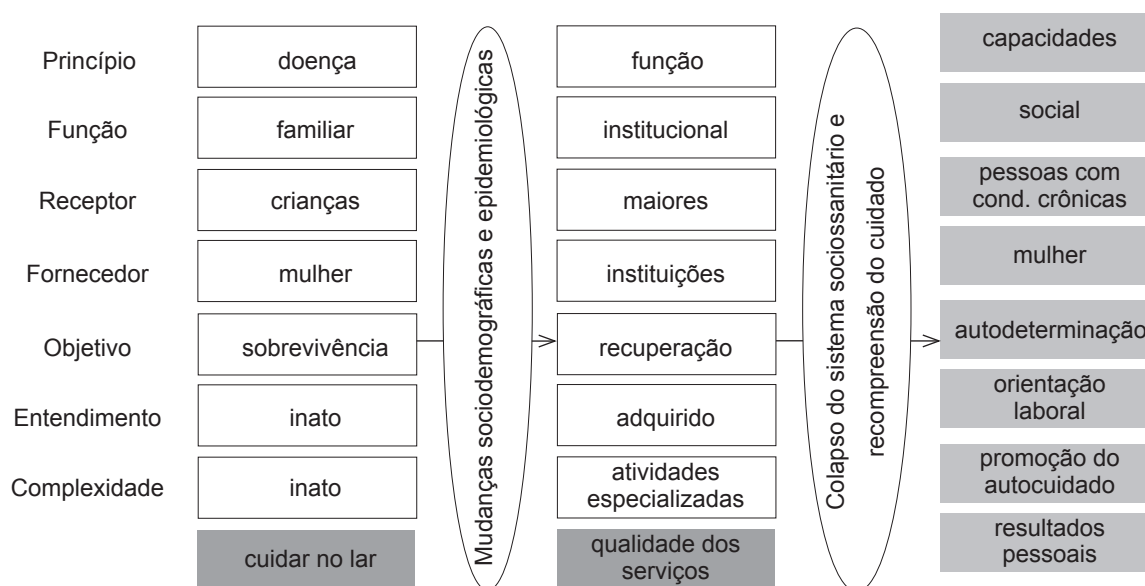 Princípio
doença
função
capacidades
Função
familiar
institucional
social
Receptor
crianças
maiores
pessoas com
cond. crônicas
Fornecedor
mulher
instituições
mulher
Objetivo
sobrevivência
recuperação
autodeterminação
Entendimento
inato
adquirido
orientação
laboral
Complexidade
inato
atividades
especializadas
promoção do
autocuidado
cuidar no lar
qualidade dos
serviços
resultados
pessoais
Mudanças sociodemográficas e epidemiológicas
Colapso do sistema sociossanitário e
recompreensão do cuidado